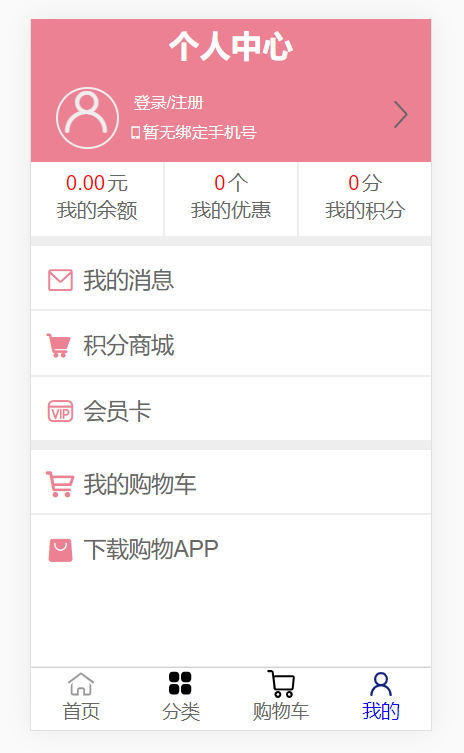 个人中心
登录/注册
暂无绑定手机号
0.00元 0个 0分
我的余额 我的优惠 我的积分
我的消息
积分商城
VIP 会员卡
我的购物车
下载购物APP
首页 分类 购物车 我的